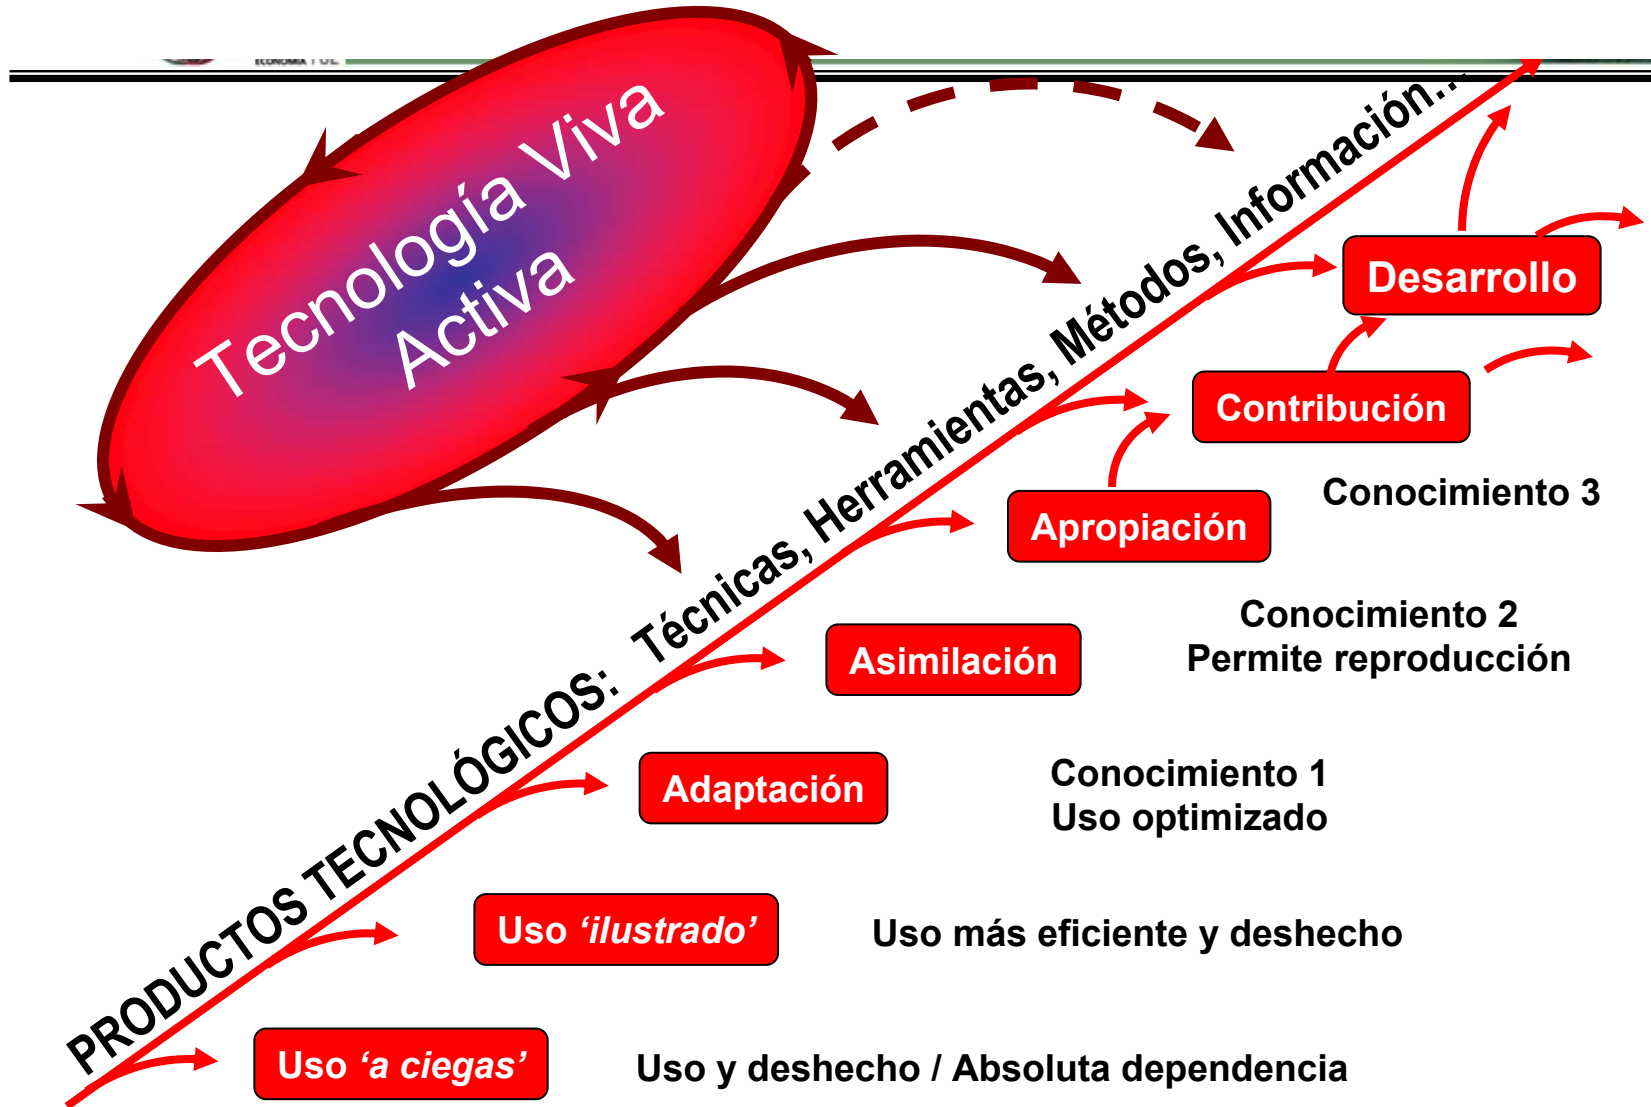 ECONOMÍA
Tecnología Viva
Activa
PRODUCTOS TECNOLÓGICOS: Técnicas, Herramientas, Métodos, Información...
Desarrollo
Contribución
Conocimiento 3
Apropiación
Conocimiento 2
Permite reproducción
Asimilación
Conocimiento 1
Uso optimizado
Adaptación
Uso ‘ilustrado’
Uso más eficiente y deshecho
Uso ‘a ciegas’
Uso y deshecho / Absoluta dependencia